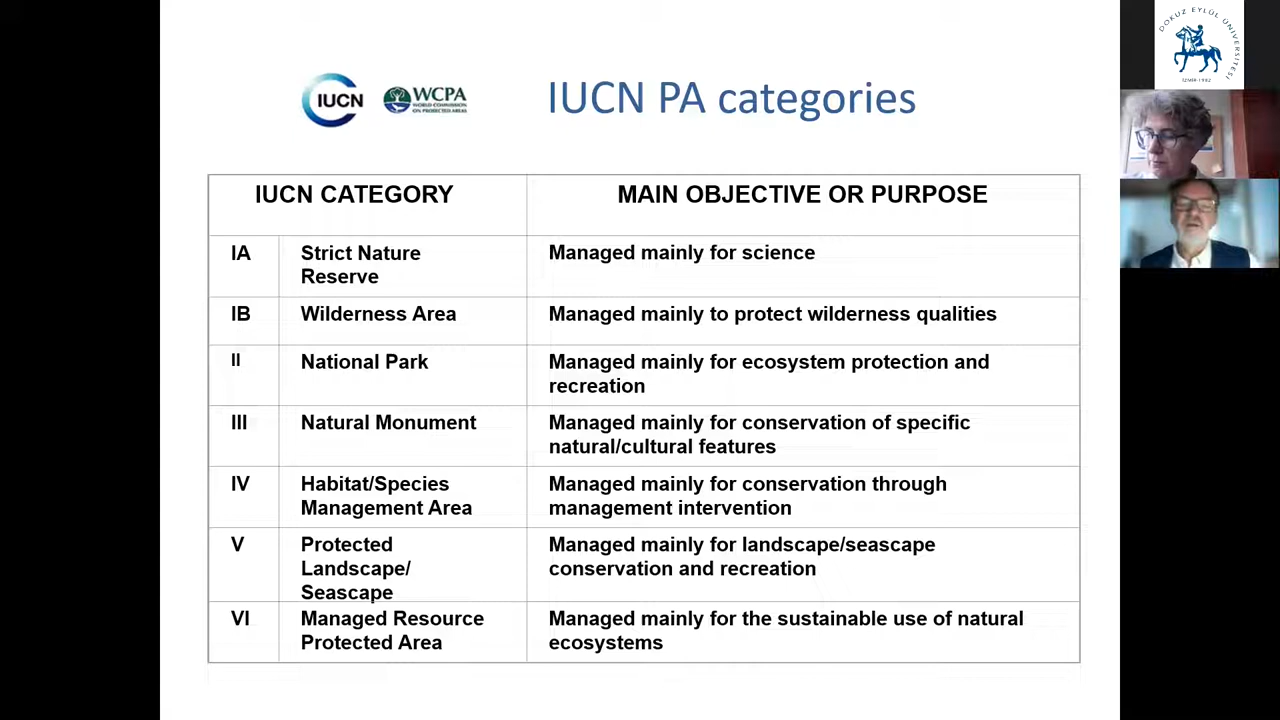 IUCN
WCPA
WORLD COMMISSION
ON PROTECTED AREAS
IUCN PA categories
DOKUZ EYLÜL ÜNİVERSİTESİ
İZMİR-1982
IUCN CATEGORY
MAIN OBJECTIVE OR PURPOSE
IA
Strict Nature
Reserve
Managed mainly for science
IB
Wilderness Area
Managed mainly to protect wilderness qualities
II
National Park
Managed mainly for ecosystem protection and
recreation
III
Natural Monument
Managed mainly for conservation of specific
natural/cultural features
IV
Habitat/Species
Management Area
Managed mainly for conservation through
management intervention
V
Protected
Landscape/
Seascape
Managed mainly for landscape/seascape
conservation and recreation
VI
Managed Resource
Protected Area
Managed mainly for the sustainable use of natural
ecosystems